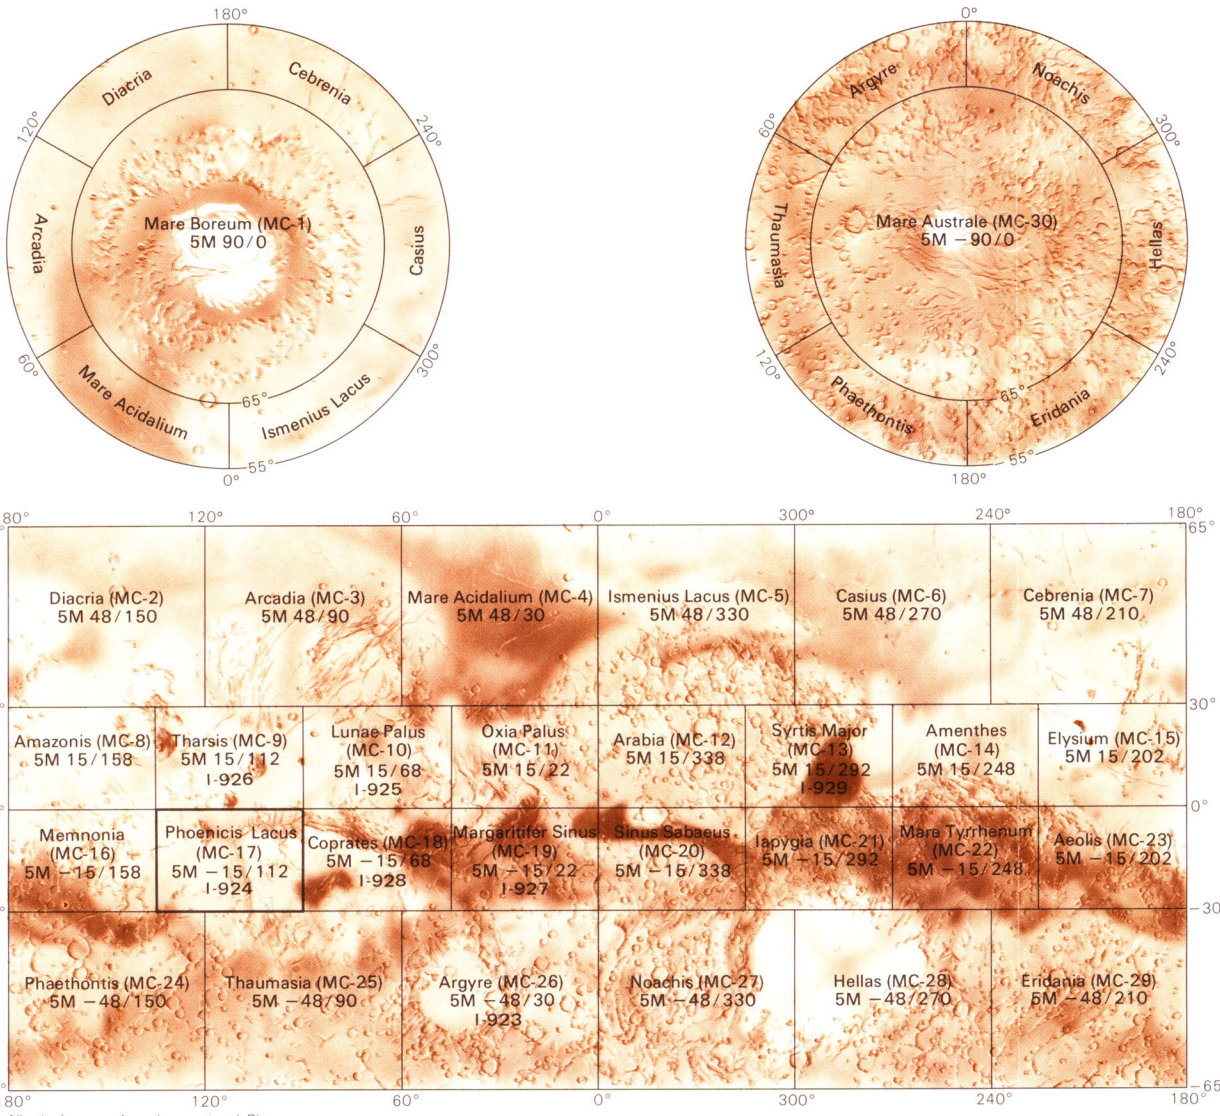 180°
Diacria
Cebrenia
120°
240°
Arcadia
Mare Boreum (MC-1)
5M 90/0
Casius
60°
300°
Mare Acidalium
65°
Ismenius Lacus
55°
0°
0°
Argyre
Noachis
60°
300°
Thaumasia
Mare Australe (MC-30)
5M −90/0
Hellas
120°
240°
Phaethontis
65°
Eridania
55°
180°
80° 120° 60° 0° 300° 240° 180°
65°
Diacria (MC-2)
5M 48/150
Arcadia (MC-3)
5M 48/90
Mare Acidalium (MC-4)
5M 48/30
Ismenius Lacus (MC-5)
5M 48/330
Casius (MC-6)
5M 48/270
Cebrenia (MC-7)
5M 48/210
30°
Amazonis (MC-8)
5M 15/158
Tharsis (MC-9)
5M 15/112
I-926
Lunae Palus
(MC-10)
5M 15/68
I-925
Oxia Palus
(MC-11)
5M 15/22
Arabia (MC-12)
5M 15/338
Syrtis Major
(MC-13)
5M 15/292
I-929
Amenthes
(MC-14)
5M 15/248
Elysium (MC-15)
5M 15/202
0°
Memnonia
(MC-16)
5M −15/158
Phoenicis Lacus
(MC-17)
5M −15/112
I-924
Coprates (MC-18)
5M −15/68
I-928
Margaritifer Sinus
(MC-19)
5M −15/22
I-927
Sinus Sabaeus
(MC-20)
5M −15/338
Iapygia (MC-21)
5M −15/292
Mare Tyrrhenum
(MC-22)
5M −15/248
Aeolis (MC-23)
5M −15/202
−30
Phaethontis (MC-24)
5M −48/150
Thaumasia (MC-25)
5M −48/90
Argyre (MC-26)
5M −48/30
I-923
Noachis (MC-27)
5M −48/330
Hellas (MC-28)
5M −48/270
Eridania (MC-29)
5M −48/210
−65
80° 120° 60° 0° 300° 240° 180°